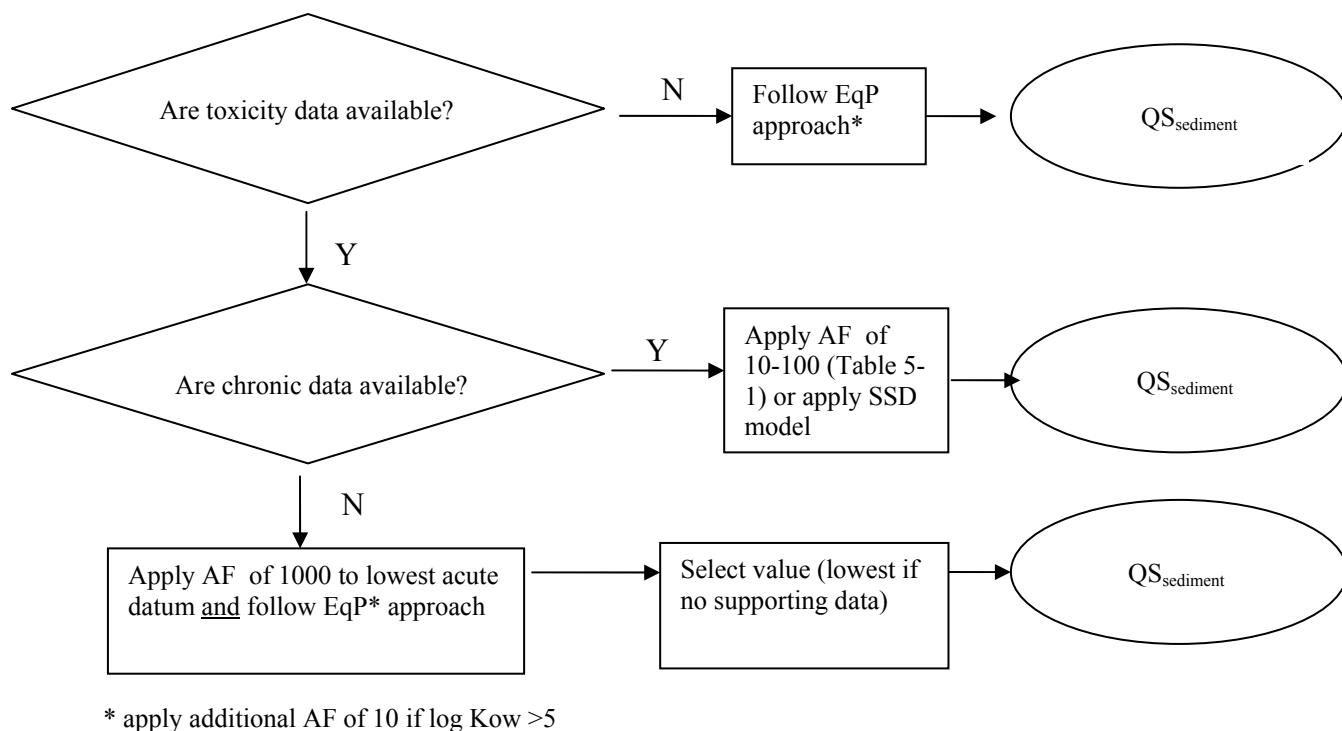 Are toxicity data available?
N
Follow EqP
approach*
QSsediment
Y
Are chronic data available?
Y
Apply AF of
10-100 (Table 5-
1) or apply SSD
model
QSsediment
N
Apply AF of 1000 to lowest acute
datum and follow EqP* approach
Select value (lowest if
no supporting data)
QSsediment
* apply additional AF of 10 if log Kow >5